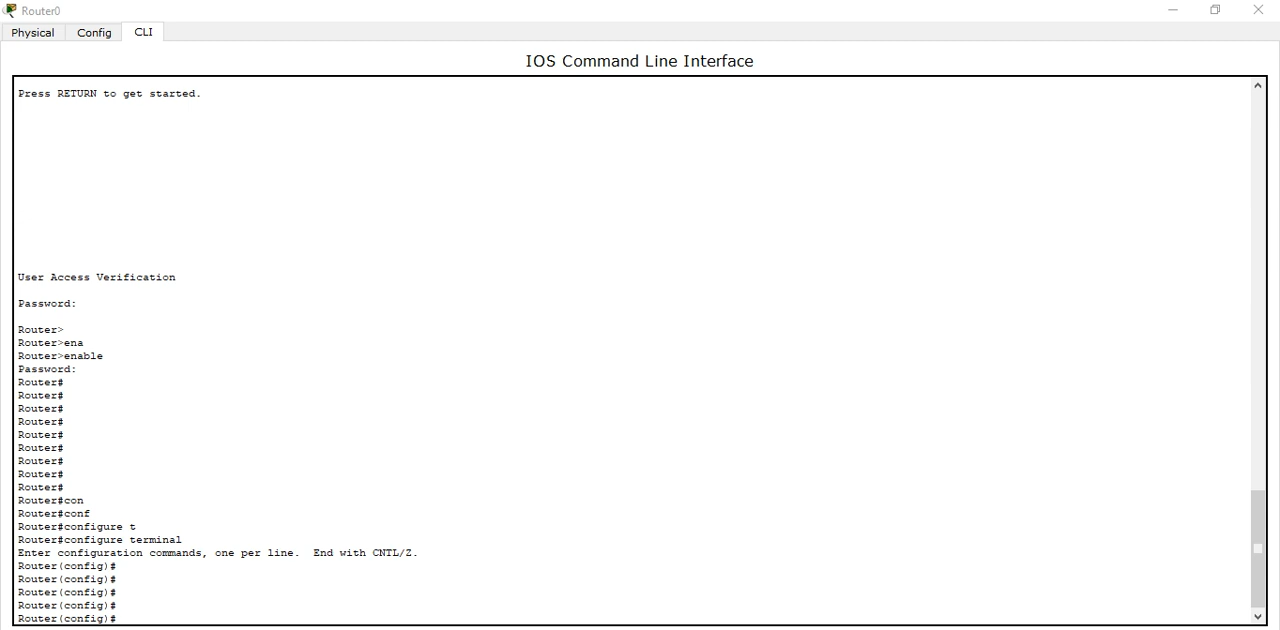 Router0
Physical Config CLI
IOS Command Line Interface
Press RETURN to get started.
User Access Verification
Password:
Router>
Router>ena
Router>enable
Password:
Router#
Router#
Router#
Router#
Router#
Router#
Router#
Router#
Router#
Router#con
Router#conf
Router#configure t
Router#configure terminal
Enter configuration commands, one per line.  End with CNTL/Z.
Router(config)#
Router(config)#
Router(config)#
Router(config)#
Router(config)#